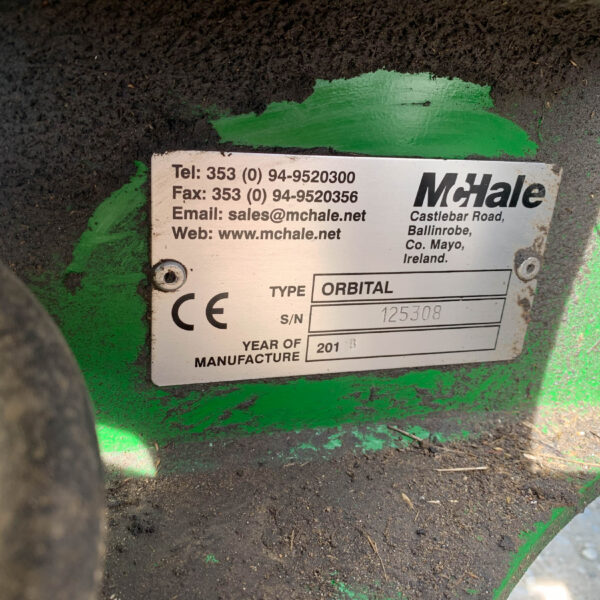 Tel: 353 (0) 94-9520300
Fax: 353 (0) 94-9520356
Email: sales@mchale.net
Web: www.mchale.net
McHale
Castlebar Road,
Ballinrobe,
Co. Mayo,
Ireland.
CE
TYPE ORBITAL
S/N 125308
YEAR OF
MANUFACTURE 201